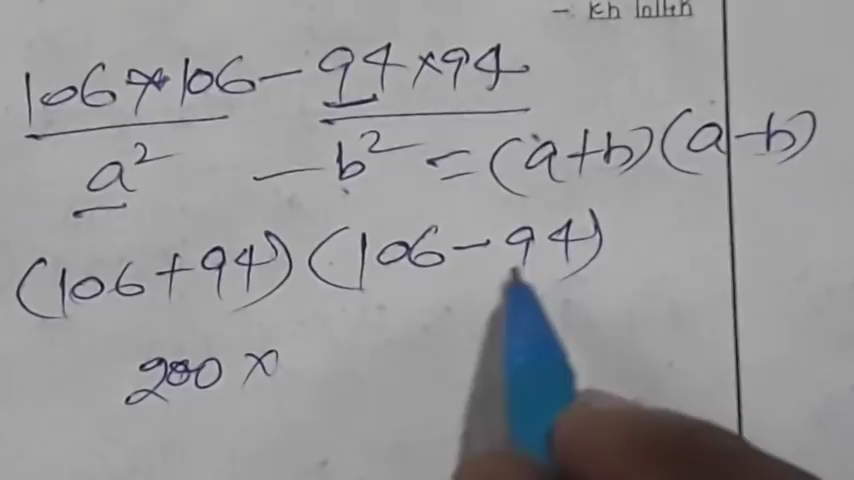 106×106-94×94
a² -b² = (a+b)(a-b)
(106+94)(106-94)
200×